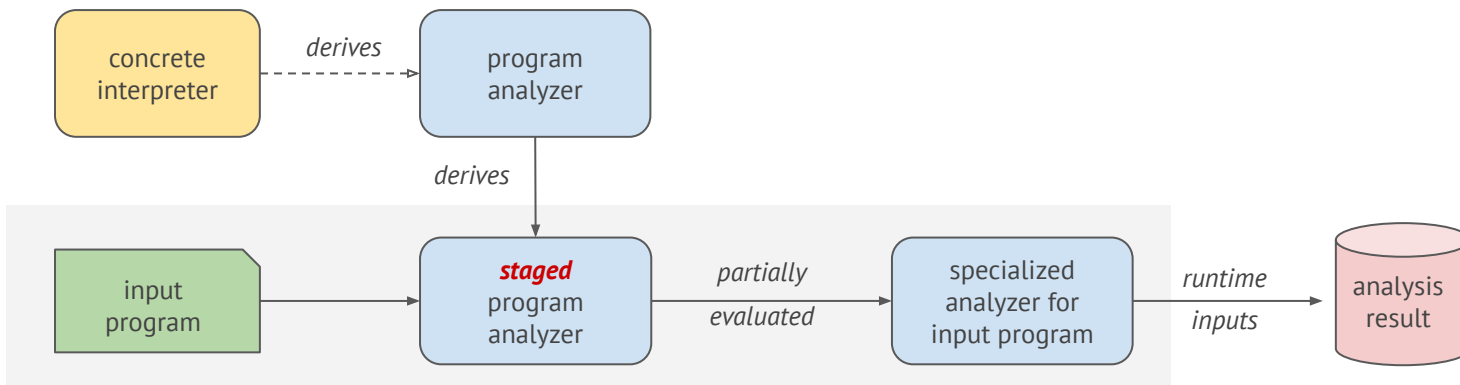 concrete
interpreter
derives
program
analyzer
derives
input
program
staged
program
analyzer
partially
evaluated
specialized
analyzer for
input program
runtime
inputs
analysis
result